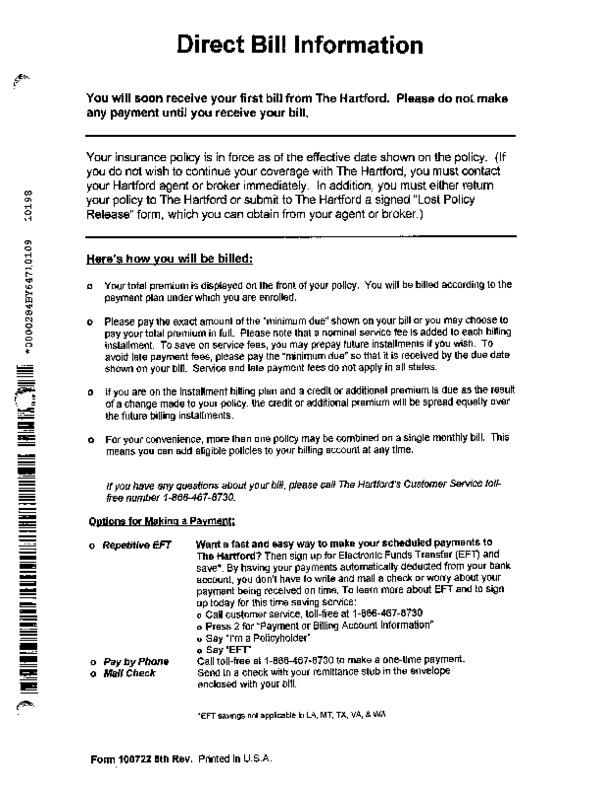 Direct Bill Information
You will soon receive your first bill from The Hartford. Please do not make
any payment until you receive your bill.
Your insurance policy is in force as of the effective date shown on the policy. (If
you do not wish to continue your coverage with The Hartford, you must contact
your Hartford agent or broker immediately. In addition, you must either return
your policy to The Hartford or submit to The Hartford a signed "Lost Policy
Release" form, which you can obtain from your agent or broker.)
Here's how you will be billed:
o Your total premium is displayed on the front of your policy. You will be billed according to the
payment plan under which you are enrolled.
o Please pay the exact amount of the "minimum due" shown on your bill or you may choose to
pay your total premium in full. Please note that a nominal service fee is added to each billing
installment. To save on service fees, you may prepay future installments if you wish. To
avoid late payment fees, please pay the "minimum due" so that it is received by the due date
shown on your bill. Service and late payment fees do not apply in all states.
o If you are on the installment billing plan and a credit or additional premium is due as the result
of a change made to your policy, the credit or additional premium will be spread equally over
the future billing installments.
o For your convenience, more than one policy may be combined on a single monthly bill. This
means you can add eligible policies to your billing account at any time.
If you have any questions about your bill, please call The Hartford's Customer Service toll-
free number 1-866-467-8730.
Options for Making a Payment:
o Repetitive EFT Want a fast and easy way to make your scheduled payments to
The Hartford? Then sign up for Electronic Funds Transfer (EFT) and
save*. By having your payments automatically deducted from your bank
account, you don't have to write and mail a check or worry about your
payment being received on time. To learn more about EFT and to sign
up today for this time saving service:
o Call customer service, toll-free at 1-866-467-8730
o Press 2 for "Payment or Billing Account Information"
o Say "I'm a Policyholder"
o Say "EFT"
o Pay by Phone Call toll-free at 1-866-467-8730 to make a one-time payment.
o Mail Check Send in a check with your remittance stub in the envelope
enclosed with your bill.
*EFT savings not applicable in LA, MT, TX, VA, & WA
Form 100722 8th Rev. Printed in U.S.A.
*0000284BY64710109 10198